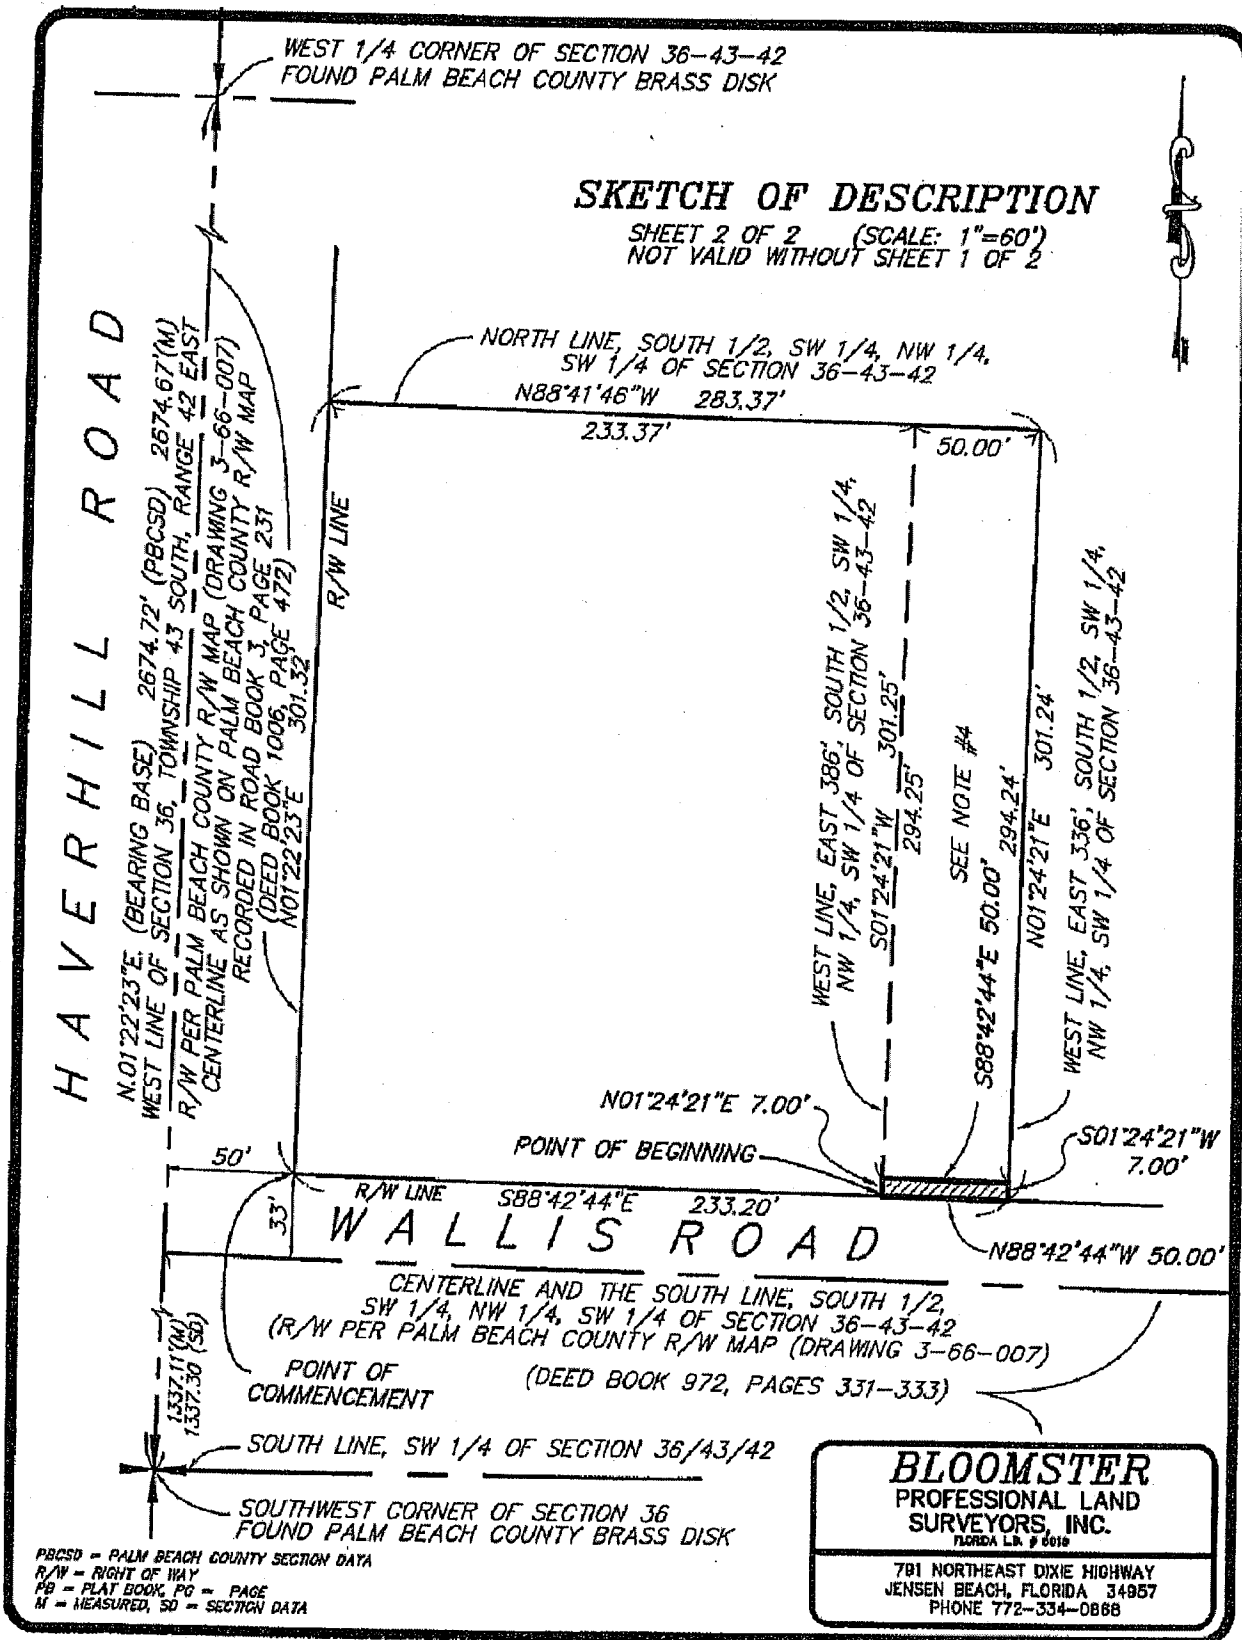 WEST 1/4 CORNER OF SECTION 36-43-42
FOUND PALM BEACH COUNTY BRASS DISK
SKETCH OF DESCRIPTION
SHEET 2 OF 2 (SCALE: 1"=60')
NOT VALID WITHOUT SHEET 1 OF 2
NORTH LINE, SOUTH 1/2, SW 1/4, NW 1/4,
SW 1/4 OF SECTION 36-43-42
N88°41'46"W 283.37'
233.37'
50.00'
HAVERHILL ROAD
N.01°22'23"E. (BEARING BASE) 2674.72' (PBCSD) 2674.67'(M)
WEST LINE OF SECTION 36, TOWNSHIP 43 SOUTH, RANGE 42 EAST
R/W PER PALM BEACH COUNTY R/W MAP (DRAWING 3-66-007)
CENTERLINE AS SHOWN ON PALM BEACH COUNTY R/W MAP
RECORDED IN ROAD BOOK 3, PAGE 231
(DEED BOOK 1006, PAGE 472)
N01°22'23"E 301.32'
R/W LINE
WEST LINE, EAST 386', SOUTH 1/2, SW 1/4,
NW 1/4, SW 1/4 OF SECTION 36-43-42
S01°24'21"W 301.25'
294.25'
SEE NOTE #4
S88°42'44"E 50.00'
294.24'
N01°24'21"E 301.24'
WEST LINE, EAST 336', SOUTH 1/2, SW 1/4,
NW 1/4, SW 1/4 OF SECTION 36-43-42
N01°24'21"E 7.00'
POINT OF BEGINNING
S01°24'21"W
7.00'
50'
33'
R/W LINE S88°42'44"E 233.20'
WALLIS ROAD
N88°42'44"W 50.00'
CENTERLINE AND THE SOUTH LINE, SOUTH 1/2,
SW 1/4, NW 1/4, SW 1/4 OF SECTION 36-43-42
(R/W PER PALM BEACH COUNTY R/W MAP (DRAWING 3-66-007)
(DEED BOOK 972, PAGES 331-333)
POINT OF
COMMENCEMENT
1337.11'(M)
1337.30'(SD)
SOUTH LINE, SW 1/4 OF SECTION 36/43/42
SOUTHWEST CORNER OF SECTION 36
FOUND PALM BEACH COUNTY BRASS DISK
PBCSD = PALM BEACH COUNTY SECTION DATA
R/W = RIGHT OF WAY
PB = PLAT BOOK, PG = PAGE
M = MEASURED, SD = SECTION DATA
BLOOMSTER
PROFESSIONAL LAND
SURVEYORS, INC.
FLORIDA L.B. # 6018
791 NORTHEAST DIXIE HIGHWAY
JENSEN BEACH, FLORIDA 34957
PHONE 772-334-0868